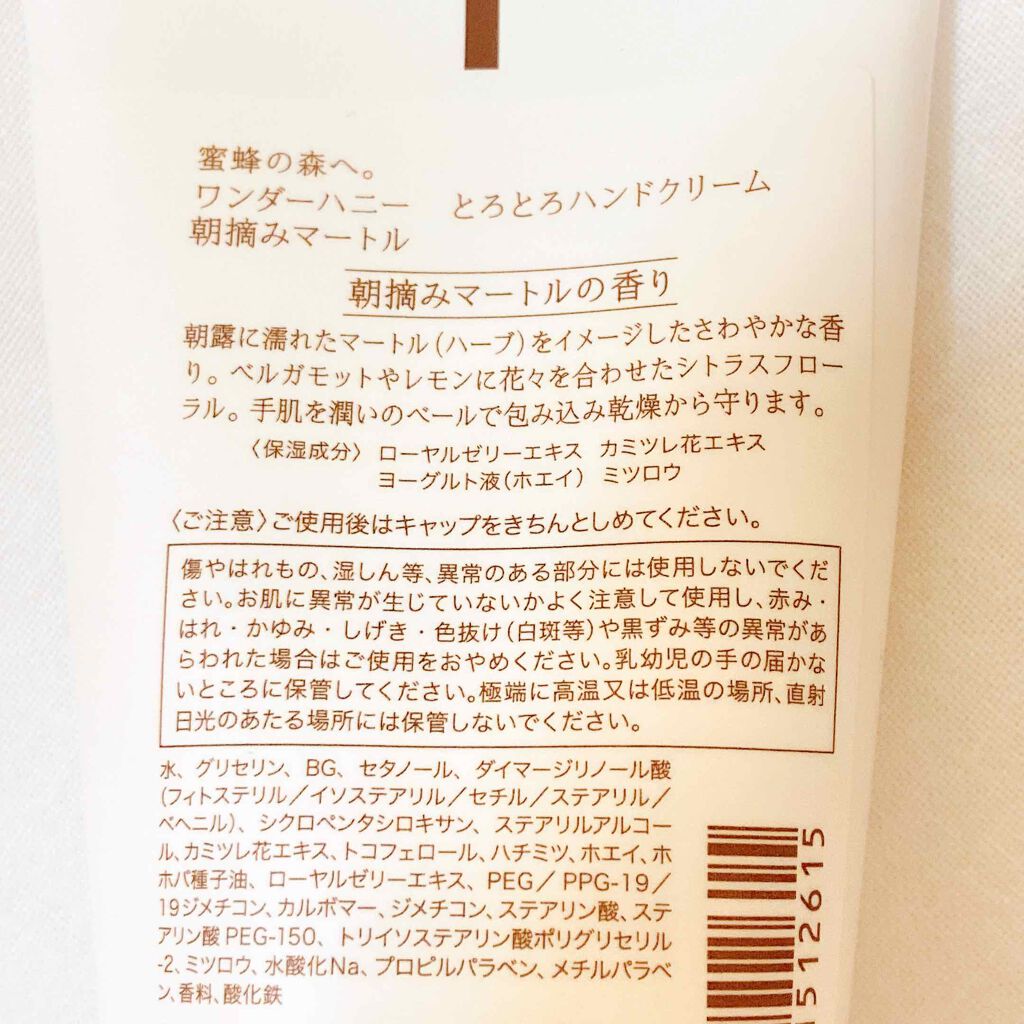 蜜蜂の森へ。
ワンダーハニー とろとろハンドクリーム
朝摘みマートル
朝摘みマートルの香り
朝露に濡れたマートル(ハーブ)をイメージしたさわやかな香
り。ベルガモットやレモンに花々を合わせたシトラスフロー
ラル。手肌を潤いのベールで包み込み乾燥から守ります。
〈保湿成分〉 ローヤルゼリーエキス カミツレ花エキス
ヨーグルト液(ホエイ) ミツロウ
〈ご注意〉ご使用後はキャップをきちんとしめてください。
傷やはれもの、湿しん等、異常のある部分には使用しないでくだ
さい。お肌に異常が生じていないかよく注意して使用し、赤み・
はれ・かゆみ・しげき・色抜け(白斑等)や黒ずみ等の異常があ
らわれた場合はご使用をおやめください。乳幼児の手の届かな
いところに保管してください。極端に高温又は低温の場所、直射
日光のあたる場所には保管しないでください。
水、グリセリン、BG、セタノール、ダイマージリノール酸
(フィトステリル/イソステアリル/セチル/ステアリル/
ベヘニル)、シクロペンタシロキサン、ステアリルアルコー
ル、カミツレ花エキス、トコフェロール、ハチミツ、ホエイ、ホ
ホバ種子油、ローヤルゼリーエキス、PEG/PPG-19/
19ジメチコン、カルボマー、ジメチコン、ステアリン酸、ステ
アリン酸PEG-150、トリイソステアリン酸ポリグリセリル
-2、ミツロウ、水酸化Na、プロピルパラベン、メチルパラベ
ン、香料、酸化鉄
512615